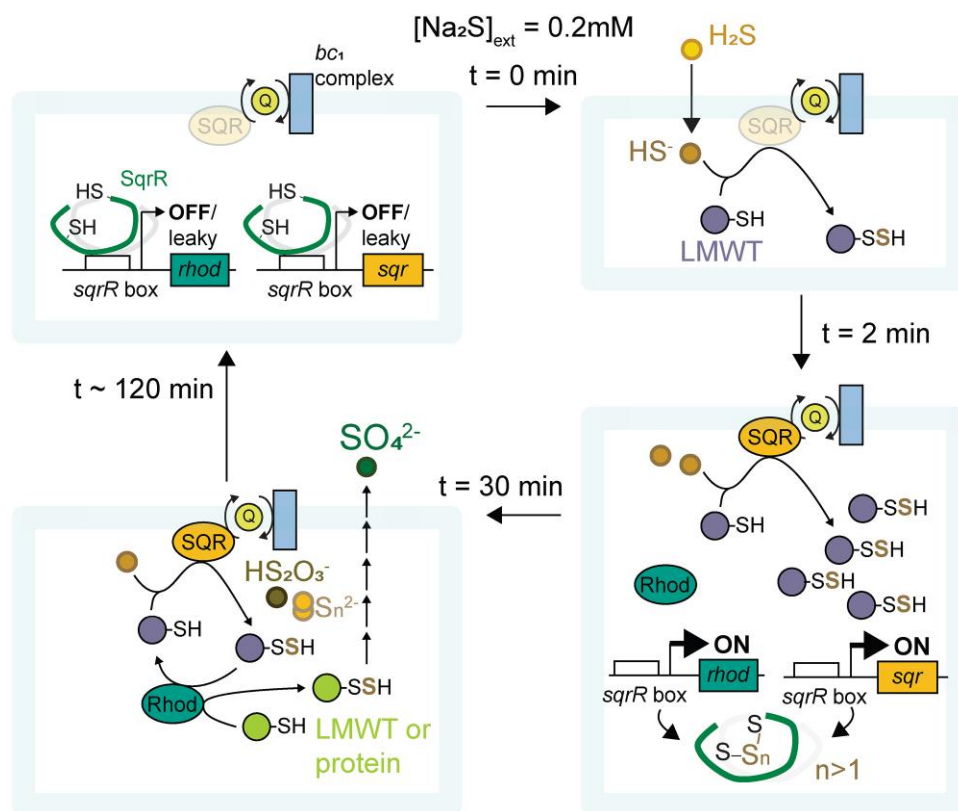 [Na₂S]ext = 0.2mM
t = 0 min
bc₁
complex
Q
SQR
HS
SqrR
SH
OFF/
leaky
rhod
sqrR box
HS
SH
OFF/
leaky
sqr
sqrR box
H₂S
Q
SQR
HS⁻
-SH
LMWT
-SSH
t = 2 min
Q
SQR
-SH
-SSH
-SSH
-SSH
-SSH
Rhod
ON
rhod
sqrR box
ON
sqr
sqrR box
S
S-Sn
n>1
t = 30 min
SO₄²⁻
Q
SQR
HS₂O₃⁻
Sn²⁻
-SH
-SSH
Rhod
-SSH
-SH
LMWT or
protein
t ~ 120 min